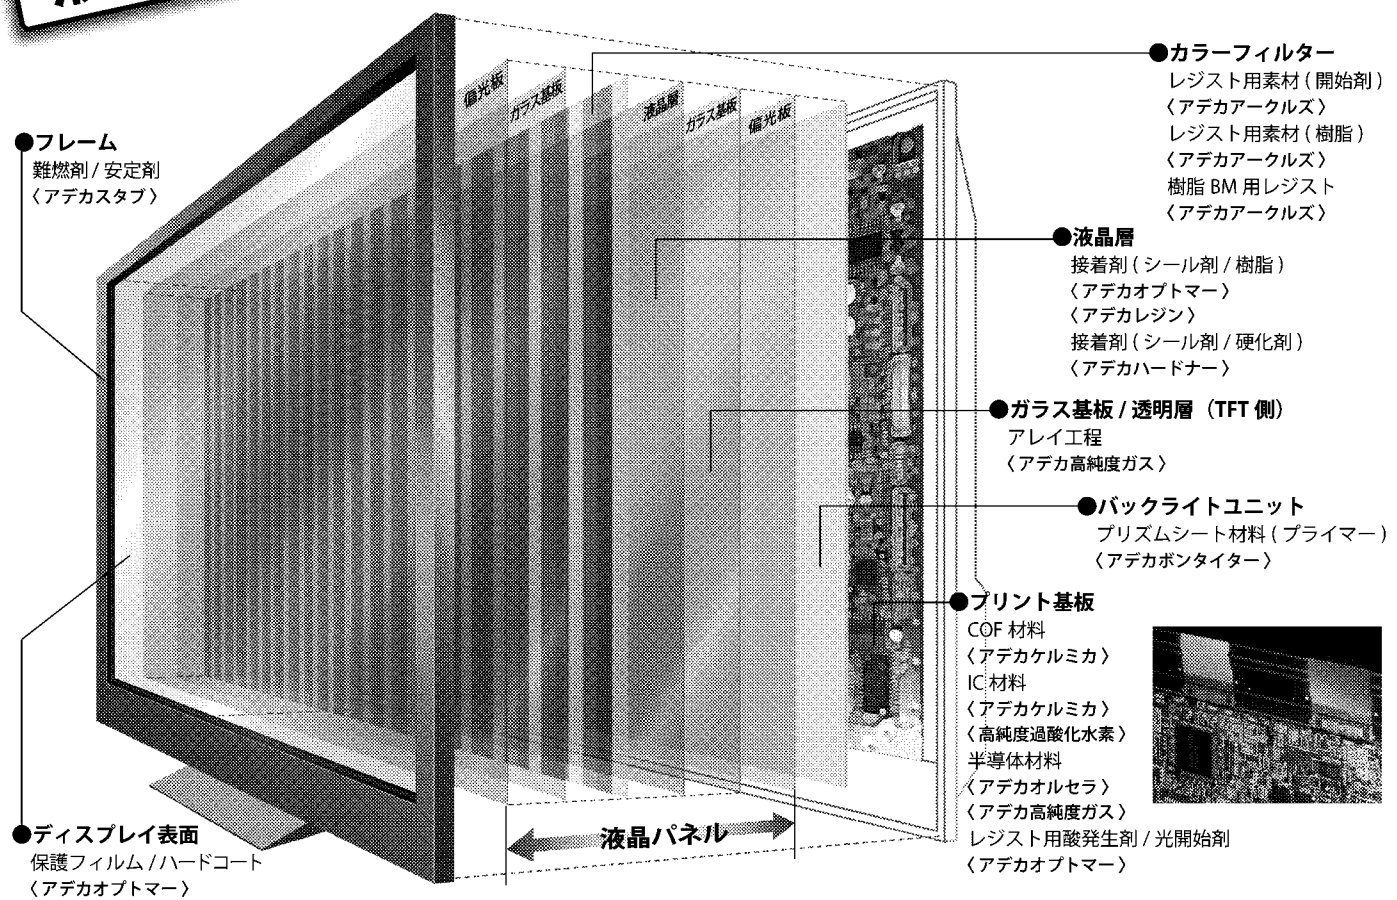 ●フレーム
難燃剤 / 安定剤
〈アデカスタブ〉
偏光板
ガラス基板
液晶層
ガラス基板
偏光板
●カラーフィルター
レジスト用素材 ( 開始剤 )
〈アデカアークルズ〉
レジスト用素材 ( 樹脂 )
〈アデカアークルズ〉
樹脂 BM 用レジスト
〈アデカアークルズ〉
●液晶層
接着剤 ( シール剤 / 樹脂 )
〈アデカオプトマー〉
〈アデカレジン〉
接着剤 ( シール剤 / 硬化剤 )
〈アデカハードナー〉
●ガラス基板 / 透明層（TFT 側）
アレイ工程
〈アデカ高純度ガス〉
●バックライトユニット
プリズムシート材料 ( プライマー )
〈アデカボンタイター〉
●プリント基板
COF 材料
〈アデカケルミカ〉
IC 材料
〈アデカケルミカ〉
〈高純度過酸化水素〉
半導体材料
〈アデカオルセラ〉
〈アデカ高純度ガス〉
レジスト用酸発生剤 / 光開始剤
〈アデカオプトマー〉
液晶パネル
●ディスプレイ表面
保護フィルム / ハードコート
〈アデカオプトマー〉